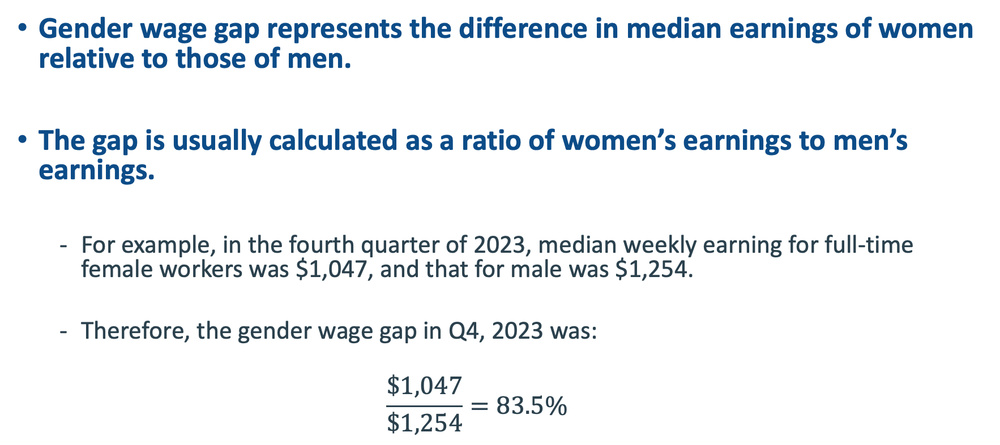 • Gender wage gap represents the difference in median earnings of women
relative to those of men.
• The gap is usually calculated as a ratio of women’s earnings to men’s
earnings.
- For example, in the fourth quarter of 2023, median weekly earning for full-time
female workers was $1,047, and that for male was $1,254.
- Therefore, the gender wage gap in Q4, 2023 was:
$1,047
$1,254
= 83.5%